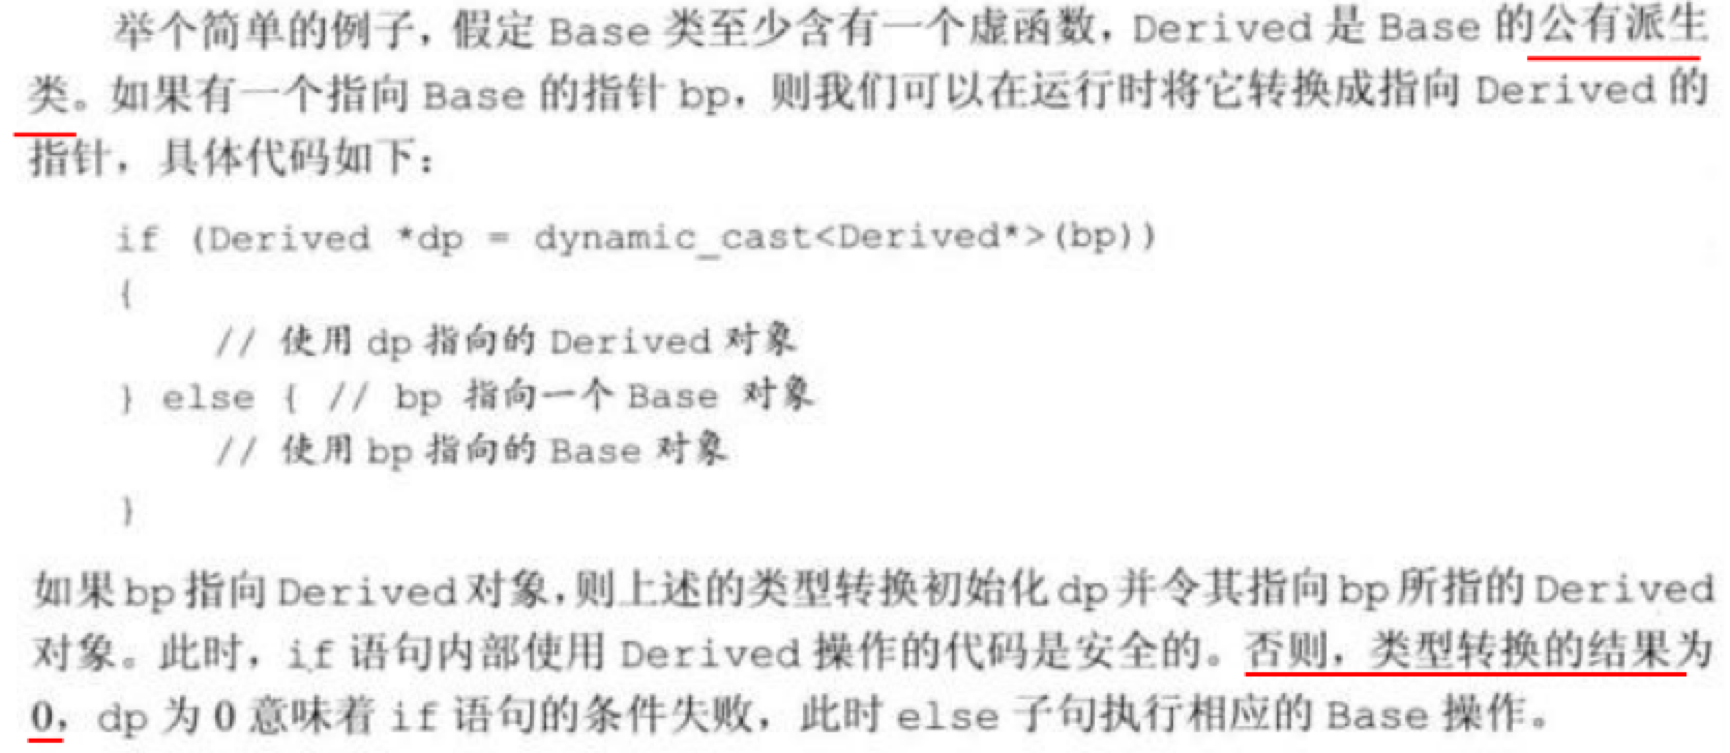 举个简单的例子，假定 Base 类至少含有一个虚函数，Derived 是 Base 的公有派生
类。如果有一个指向 Base 的指针 bp，则我们可以在运行时将它转换成指向 Derived 的
指针，具体代码如下：
if (Derived *dp = dynamic_cast<Derived*>(bp))
{
// 使用 dp 指向的 Derived 对象
} else { // bp 指向一个 Base 对象
// 使用 bp 指向的 Base 对象
}
如果 bp 指向 Derived 对象，则上述的类型转换初始化 dp 并令其指向 bp 所指的 Derived
对象。此时，if 语句内部使用 Derived 操作的代码是安全的。否则，类型转换的结果为
0，dp 为 0 意味着 if 语句的条件失败，此时 else 子句执行相应的 Base 操作。